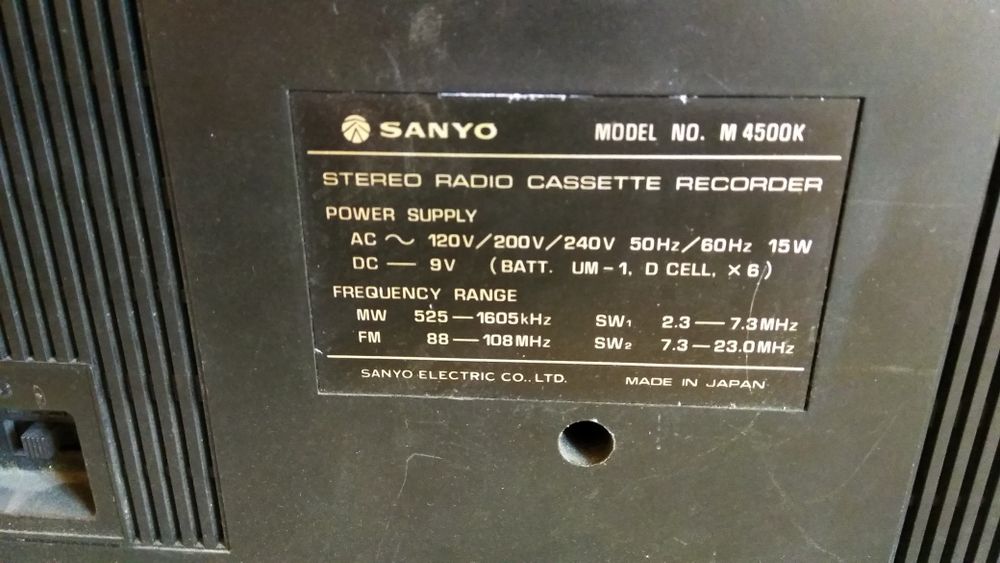 SANYO MODEL NO. M 4500K
STEREO RADIO CASSETTE RECORDER
POWER SUPPLY
AC ～ 120V/200V/240V 50Hz/60Hz 15W
DC — 9V (BATT. UM-1, D CELL, × 6)
FREQUENCY RANGE
MW 525—1605kHz SW₁ 2.3—7.3MHz
FM 88—108MHz SW₂ 7.3—23.0MHz
SANYO ELECTRIC CO., LTD. MADE IN JAPAN